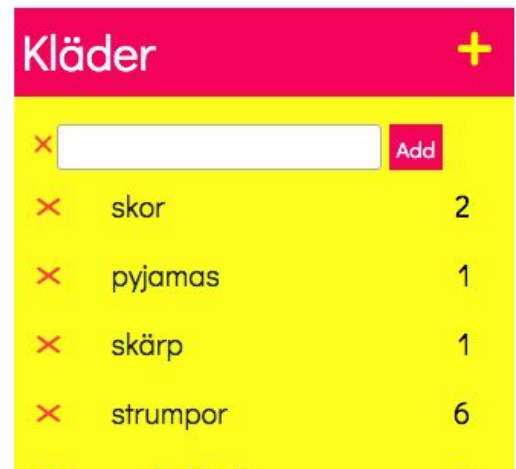 Kläder +
× Add
× skor 2
× pyjamas 1
× skärp 1
× strumpor 6